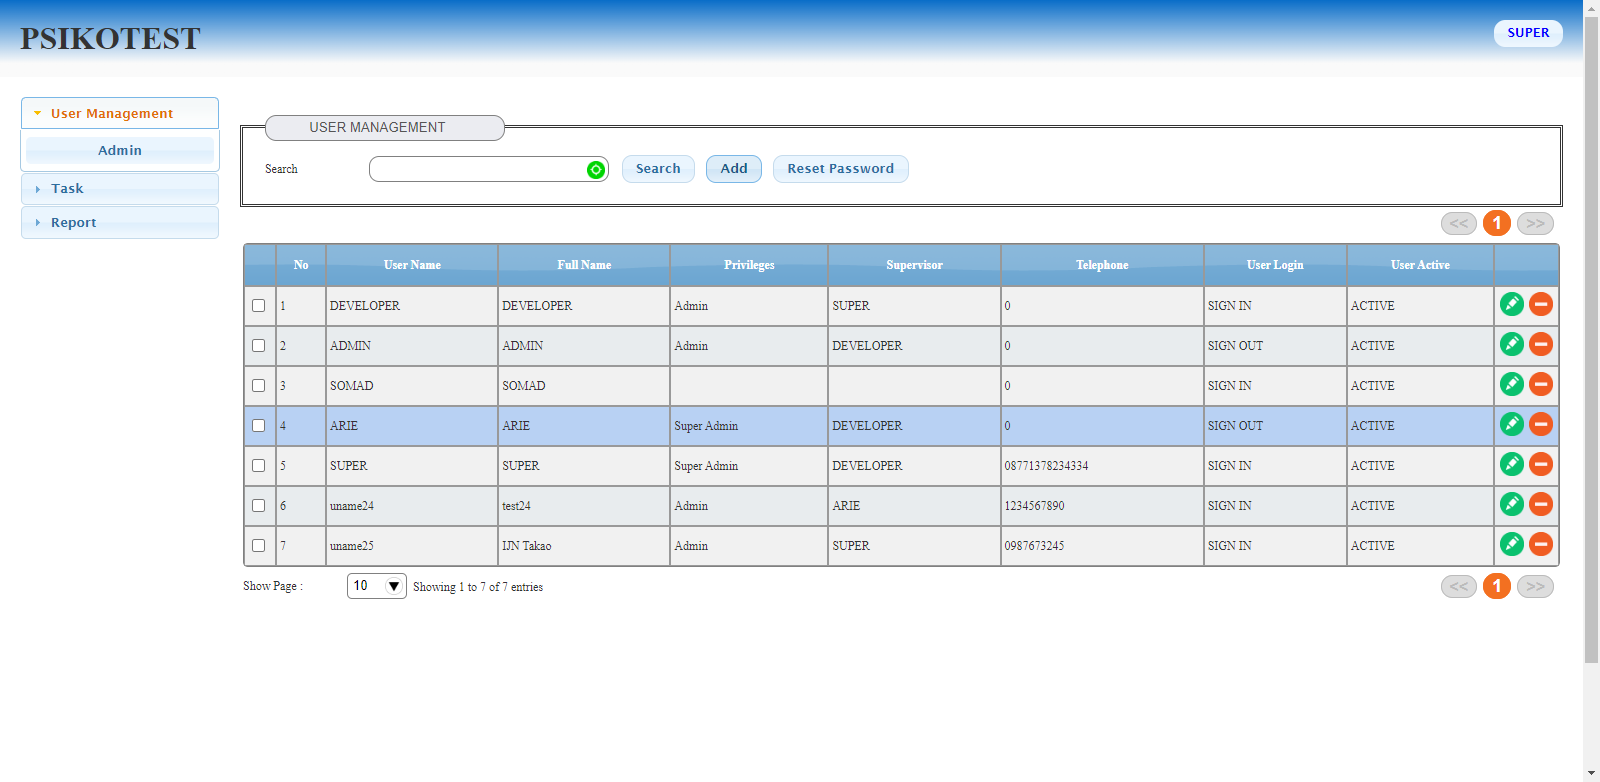 PSIKOTEST
SUPER
User Management
Admin
Task
Report
USER MANAGEMENT
Search Search Add Reset Password
<< 1 >>
No User Name Full Name Privileges Supervisor Telephone User Login User Active
1 DEVELOPER DEVELOPER Admin SUPER 0 SIGN IN ACTIVE
2 ADMIN ADMIN Admin DEVELOPER 0 SIGN OUT ACTIVE
3 SOMAD SOMAD 0 SIGN IN ACTIVE
4 ARIE ARIE Super Admin DEVELOPER 0 SIGN OUT ACTIVE
5 SUPER SUPER Super Admin DEVELOPER 08771378234334 SIGN IN ACTIVE
6 uname24 test24 Admin ARIE 1234567890 SIGN IN ACTIVE
7 uname25 IJN Takao Admin SUPER 0987673245 SIGN IN ACTIVE
Show Page : 10 Showing 1 to 7 of 7 entries << 1 >>